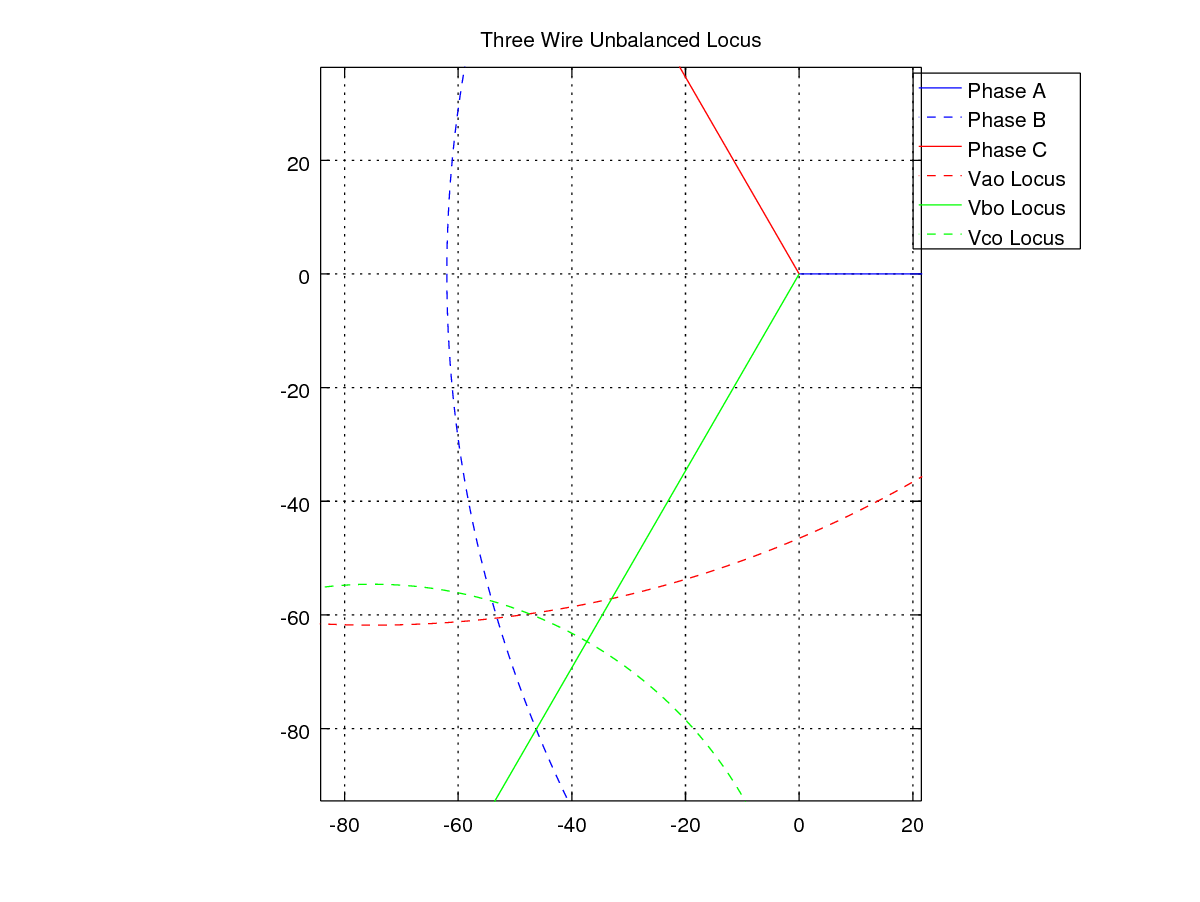 Three Wire Unbalanced Locus
Phase A
Phase B
Phase C
Vao Locus
Vbo Locus
Vco Locus
20
0
-20
-40
-60
-80
-80 -60 -40 -20 0 20